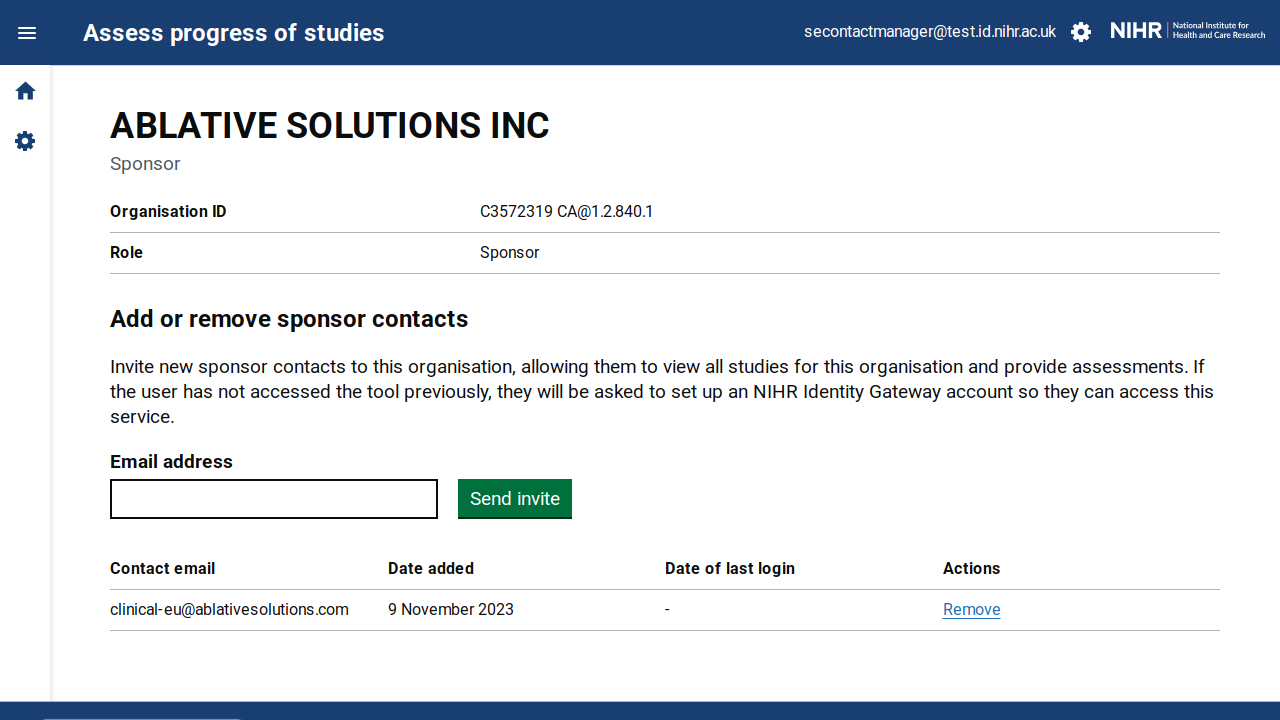 Assess progress of studies
secontactmanager@test.id.nihr.ac.uk
NIHR | National Institute for
Health and Care Research
ABLATIVE SOLUTIONS INC
Sponsor
Organisation ID C3572319 CA@1.2.840.1
Role Sponsor
Add or remove sponsor contacts
Invite new sponsor contacts to this organisation, allowing them to view all studies for this organisation and provide assessments. If
the user has not accessed the tool previously, they will be asked to set up an NIHR Identity Gateway account so they can access this
service.
Email address
Send invite
Contact email Date added Date of last login Actions
clinical-eu@ablativesolutions.com 9 November 2023 - Remove